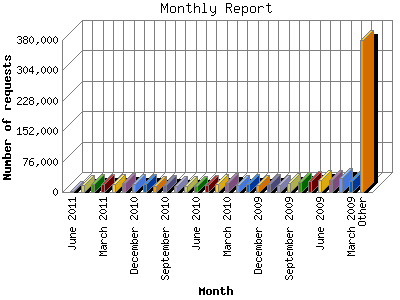 Monthly Report
Number of requests
380,000
304,000
228,000
152,000
76,000
0
June 2011
March 2011
December 2010
September 2010
June 2010
March 2010
December 2009
September 2009
June 2009
March 2009
Other
Month